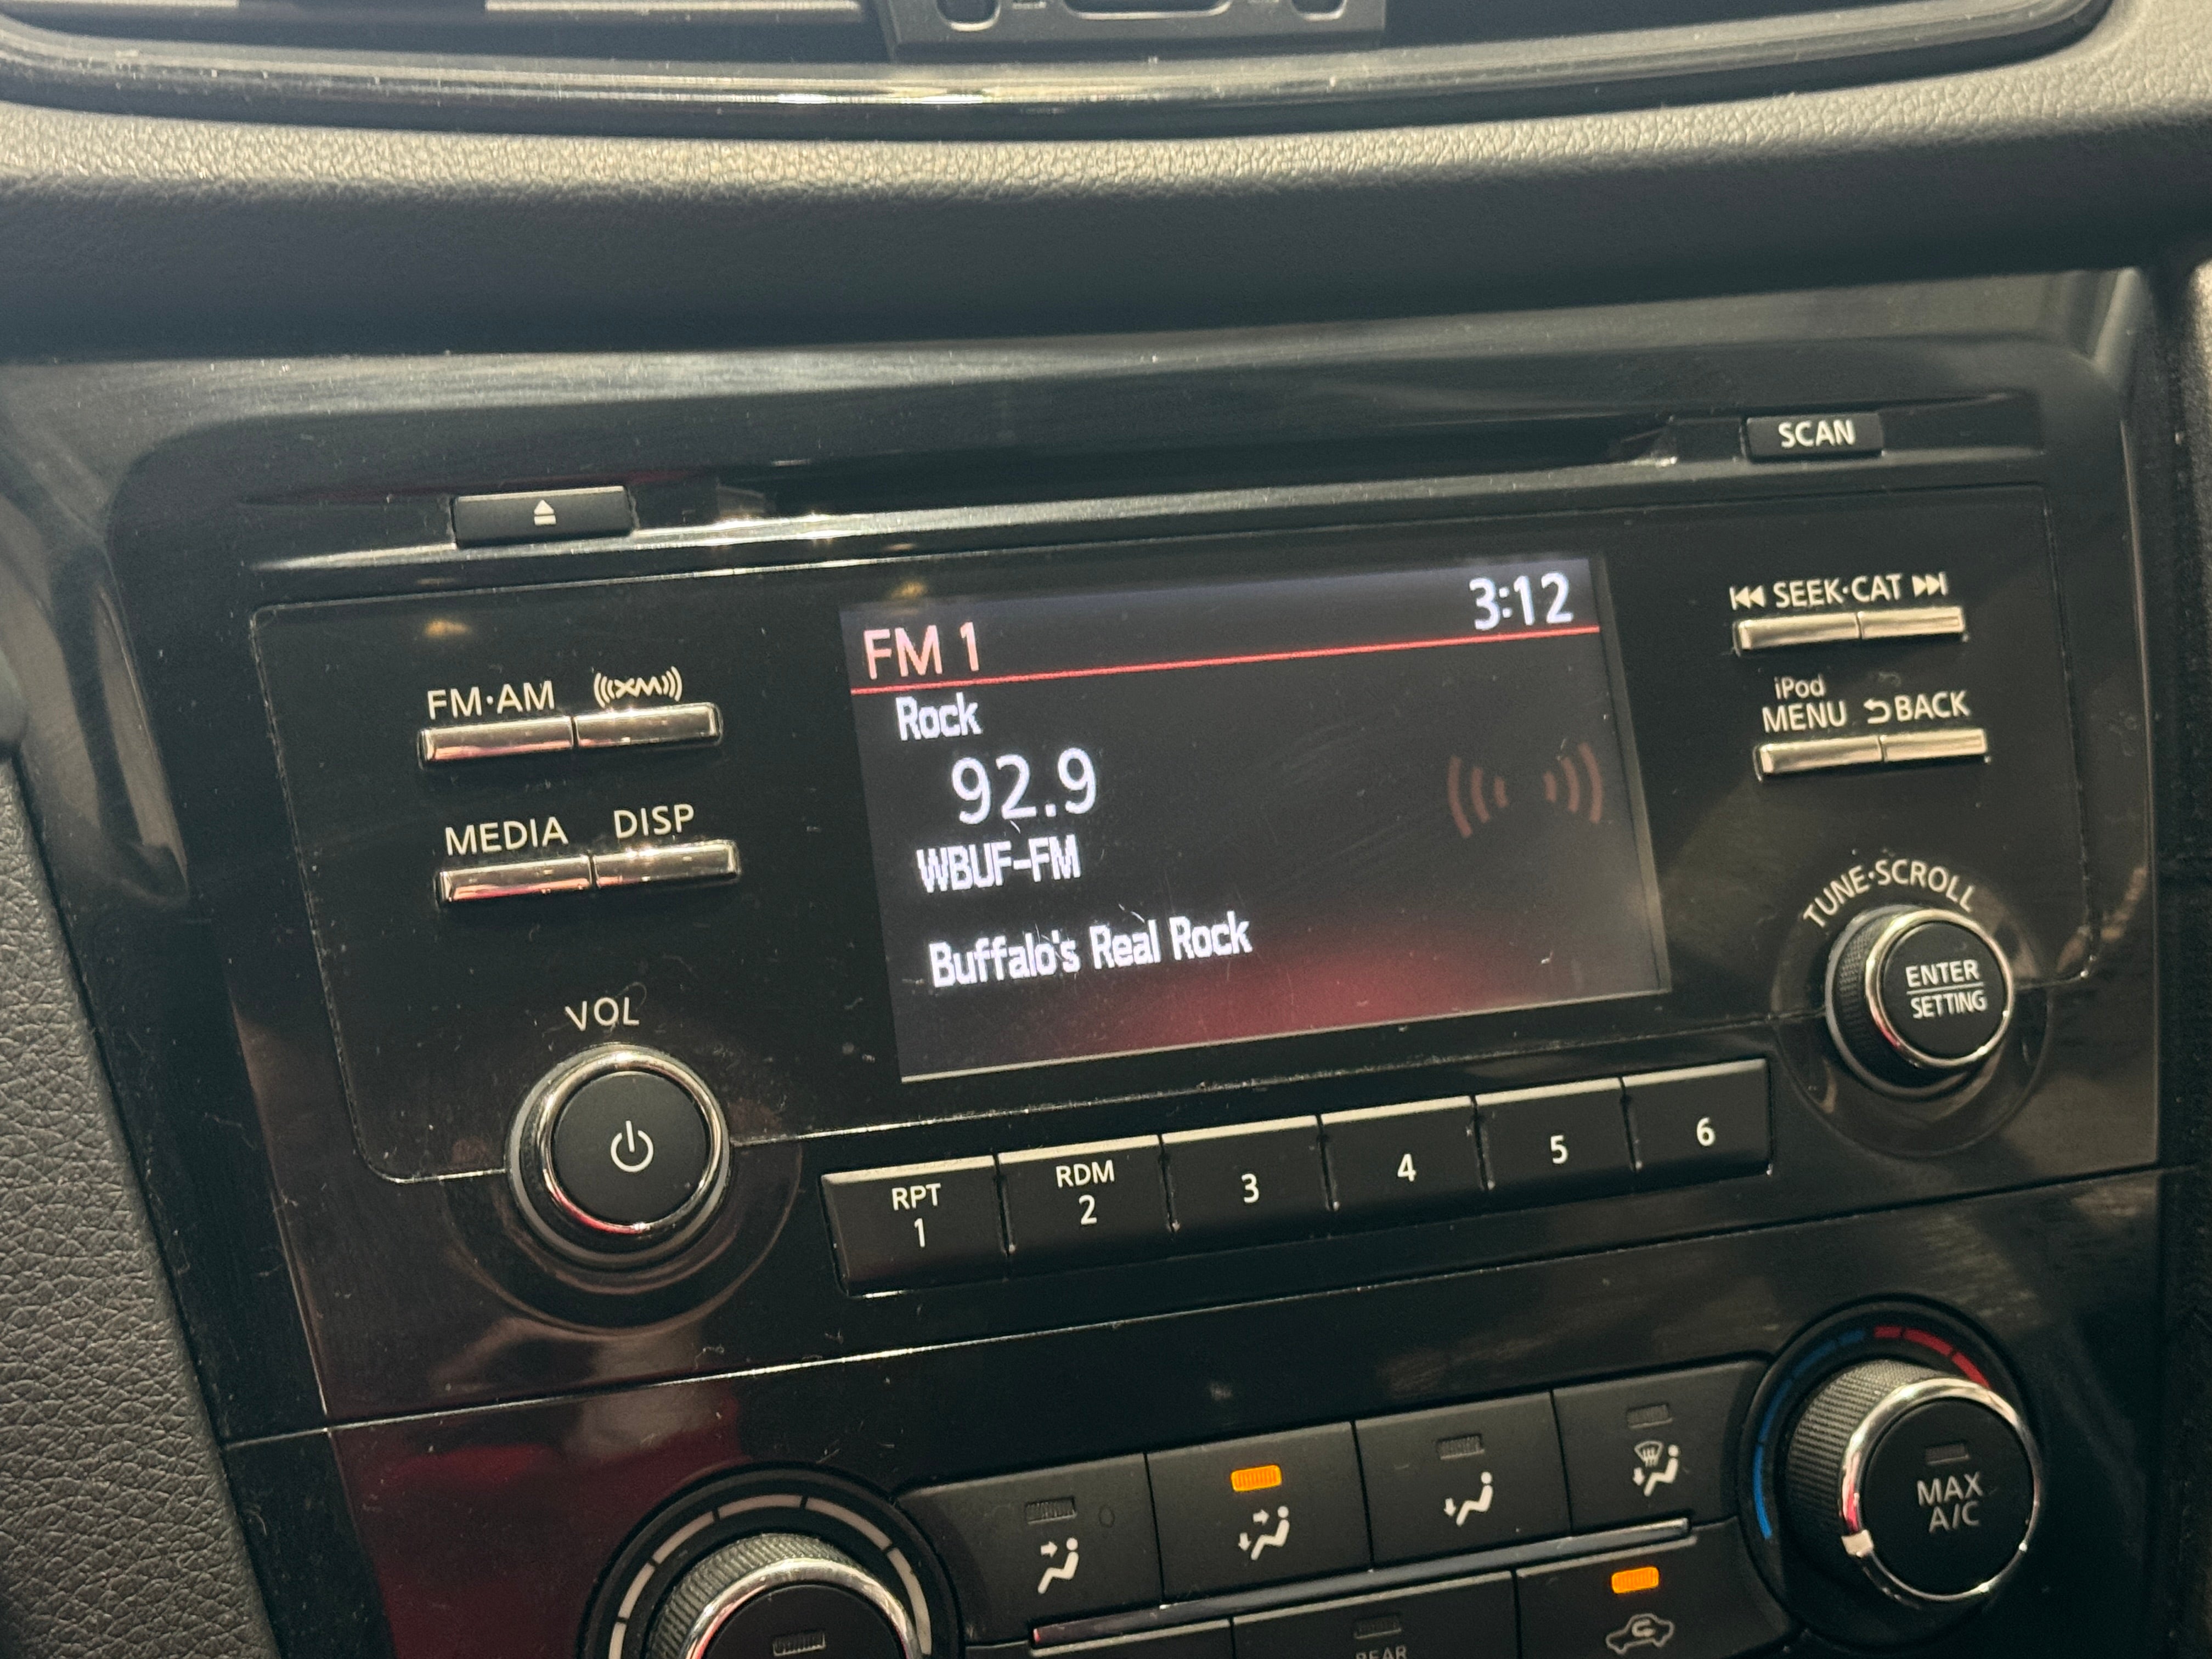 SCAN
FM 1 3:12
SEEK·CAT
FM·AM XM
Rock
iPod
MENU BACK
92.9
MEDIA DISP
WBUF-FM
TUNE·SCROLL
Buffalo's Real Rock
ENTER
SETTING
VOL
RPT
1
RDM
2
3
4
5
6
MAX
A/C
REAR